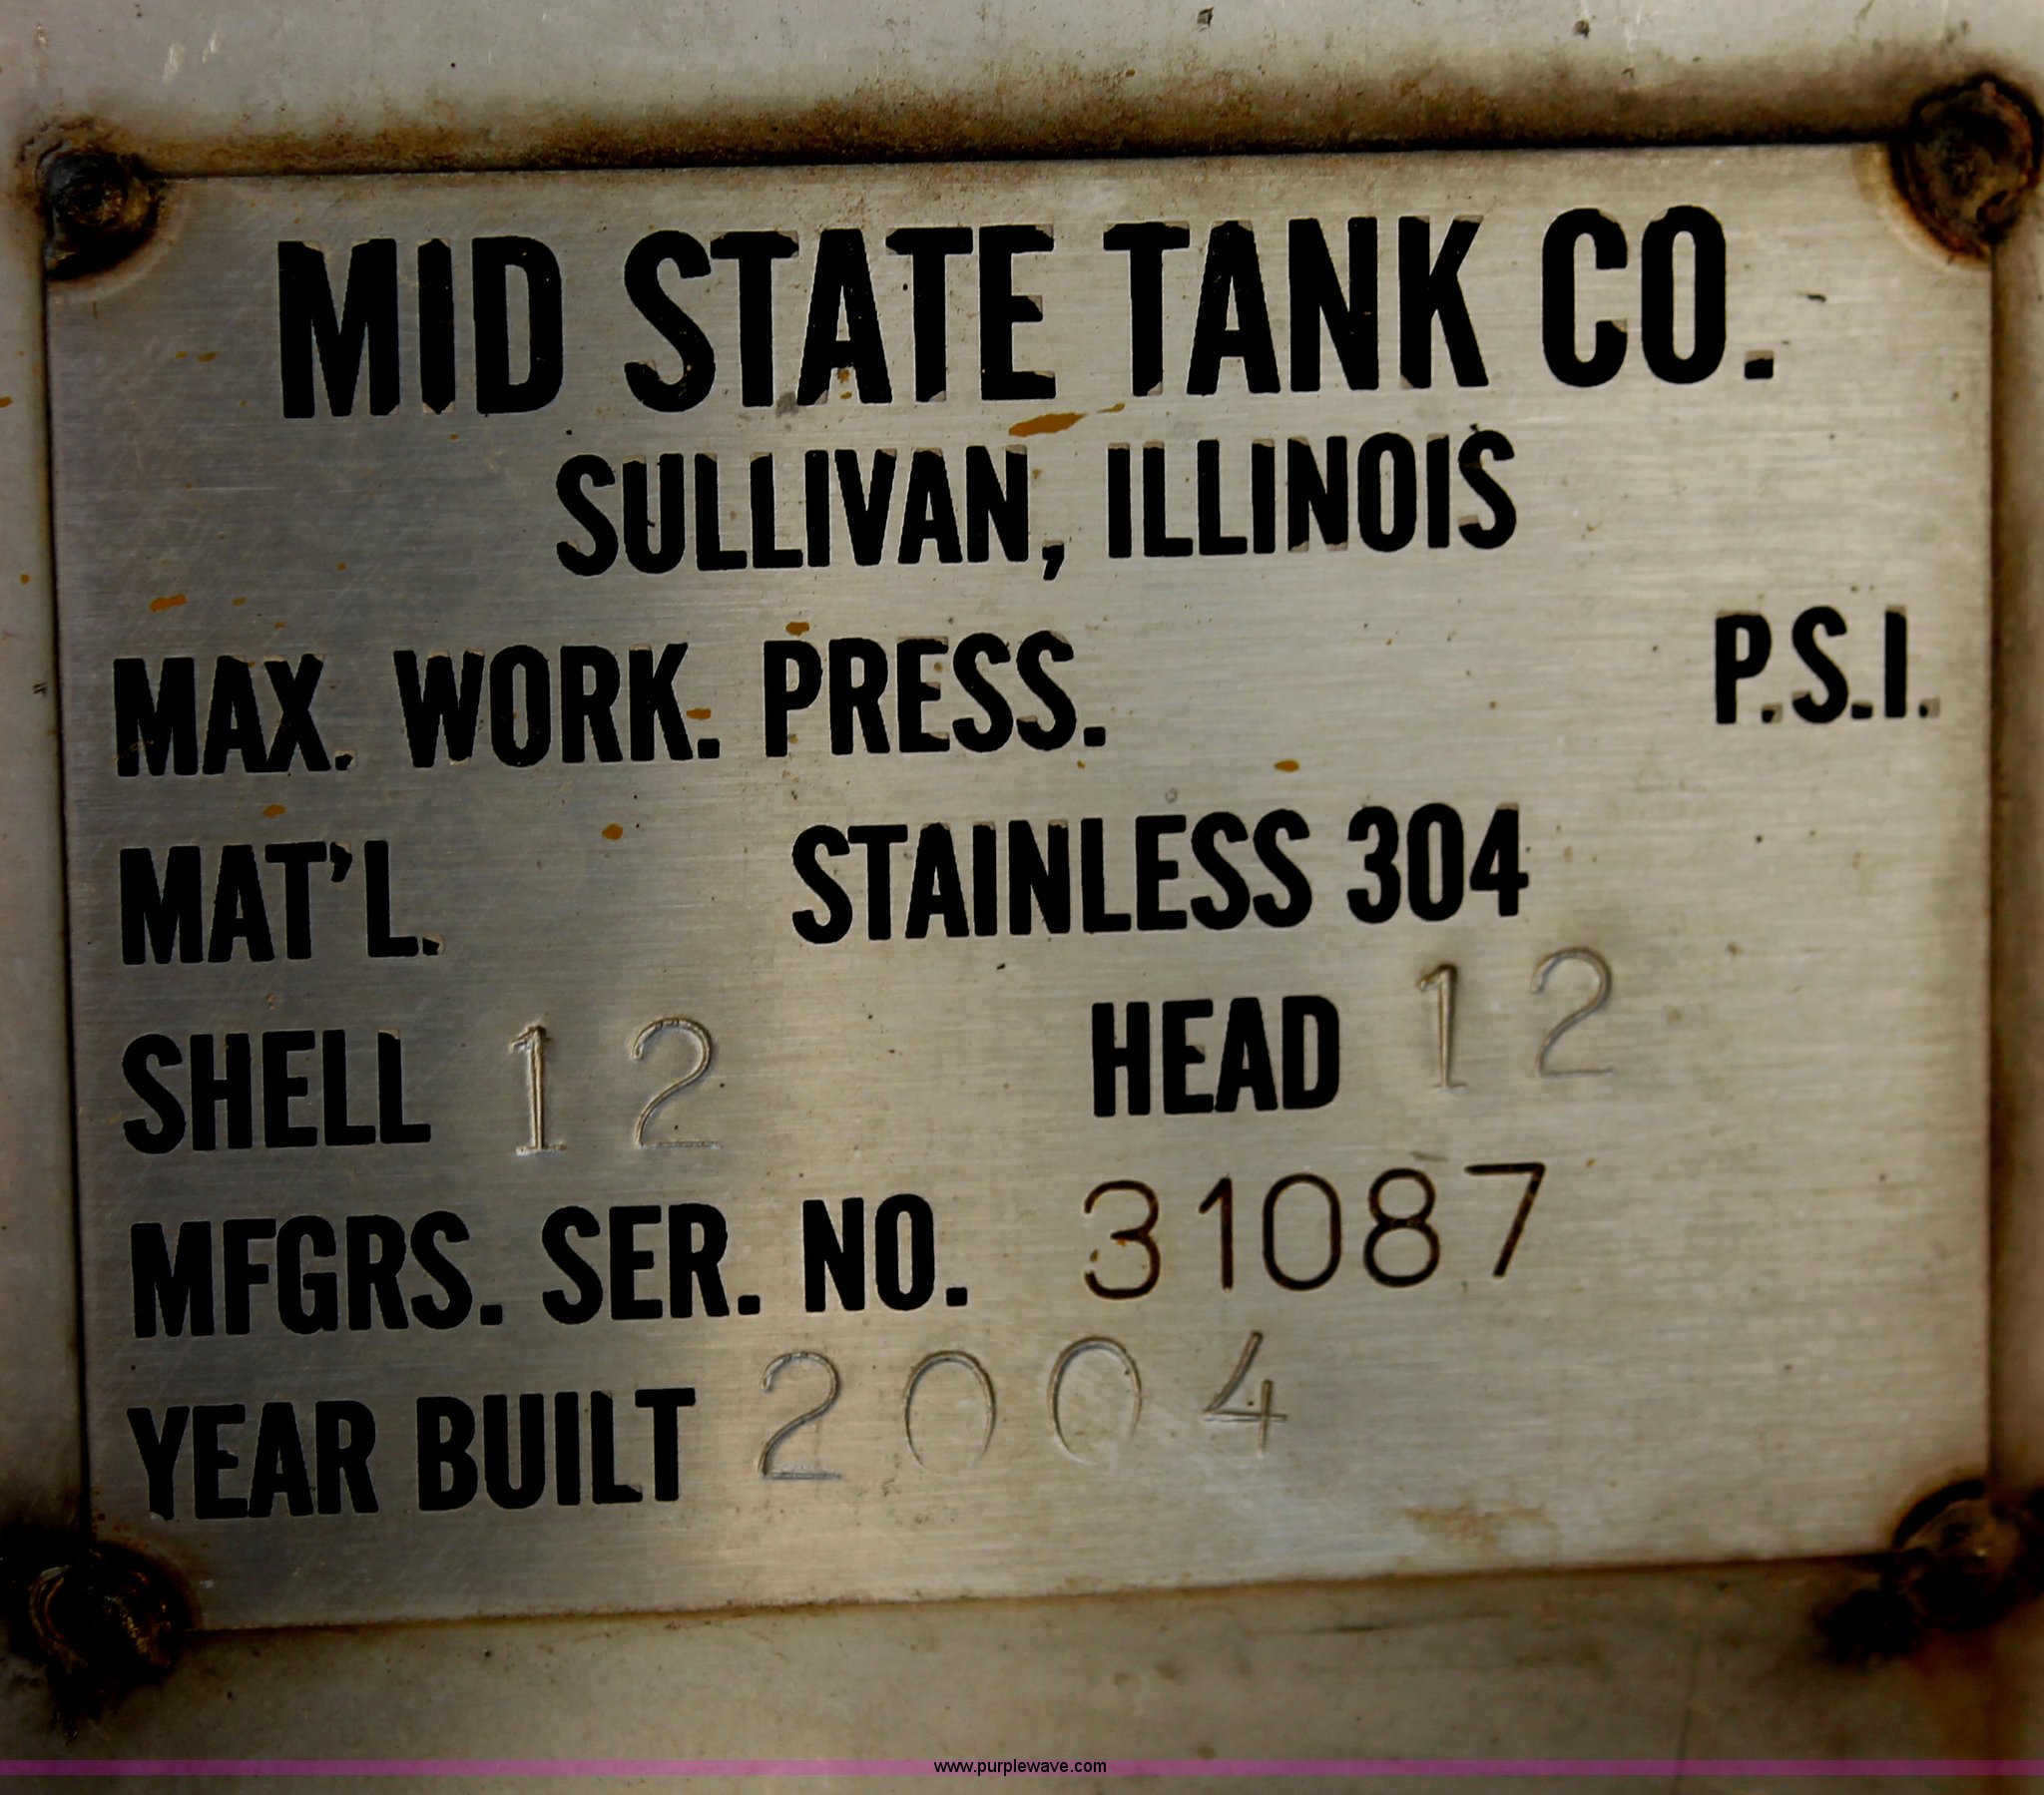 MID STATE TANK CO.
SULLIVAN, ILLINOIS
MAX. WORK. PRESS. P.S.I.
MAT'L. STAINLESS 304
SHELL 12 HEAD 12
MFGRS. SER. NO. 31087
YEAR BUILT 2004
www.purplewave.com